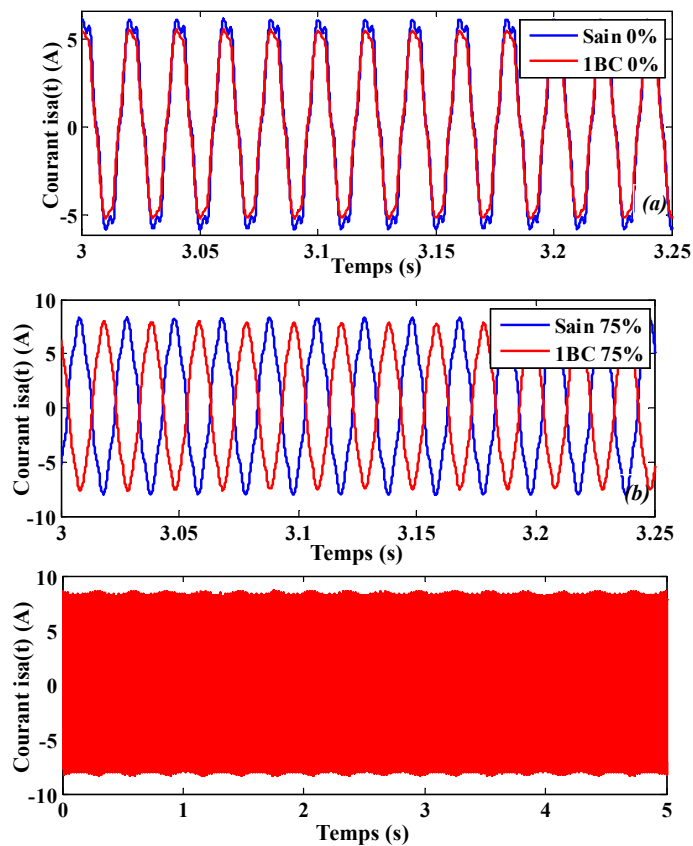 Courant isa(t) (A)
5
0
-5
Sain 0%
1BC 0%
(a)
3
3.05
3.1
3.15
3.2
3.25
Temps (s)
Courant isa(t) (A)
10
5
0
-5
-10
Sain 75%
1BC 75%
(b)
3
3.05
3.1
3.15
3.2
3.25
Temps (s)
Courant isa(t) (A)
10
5
0
-5
-10
0
1
2
3
4
5
Temps (s)